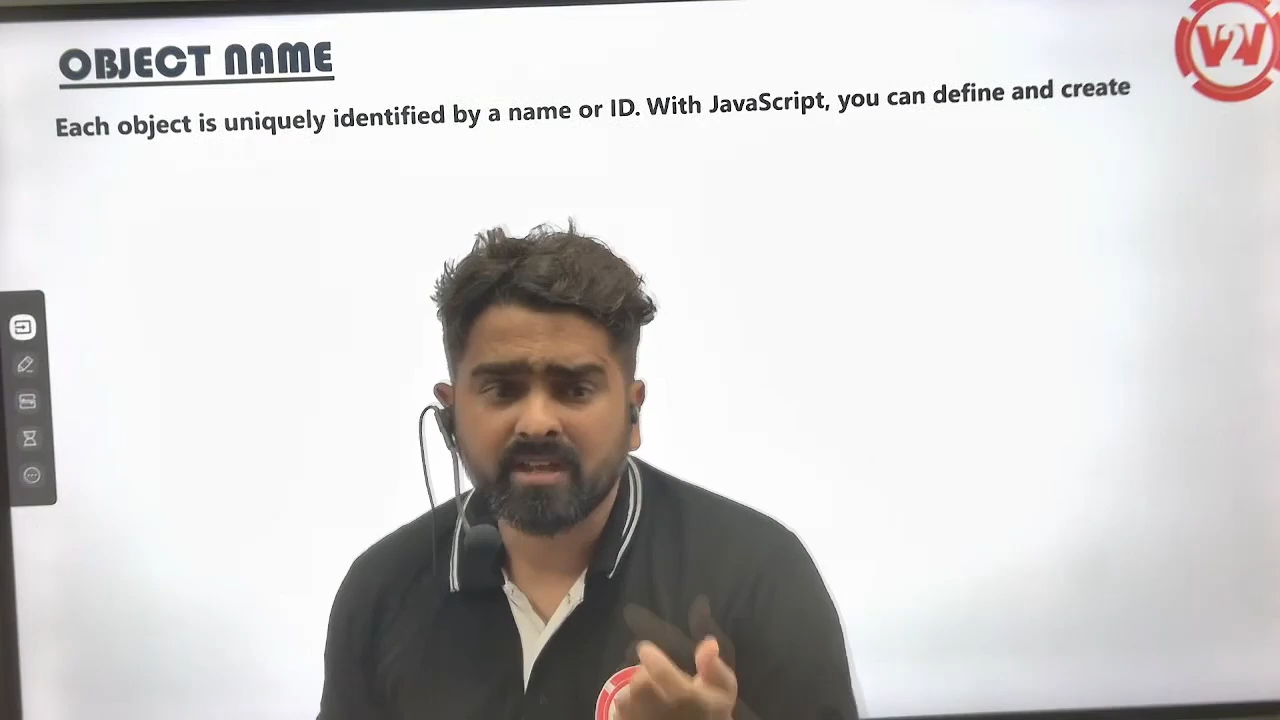 OBJECT NAME
V2V
Each object is uniquely identified by a name or ID. With JavaScript, you can define and create